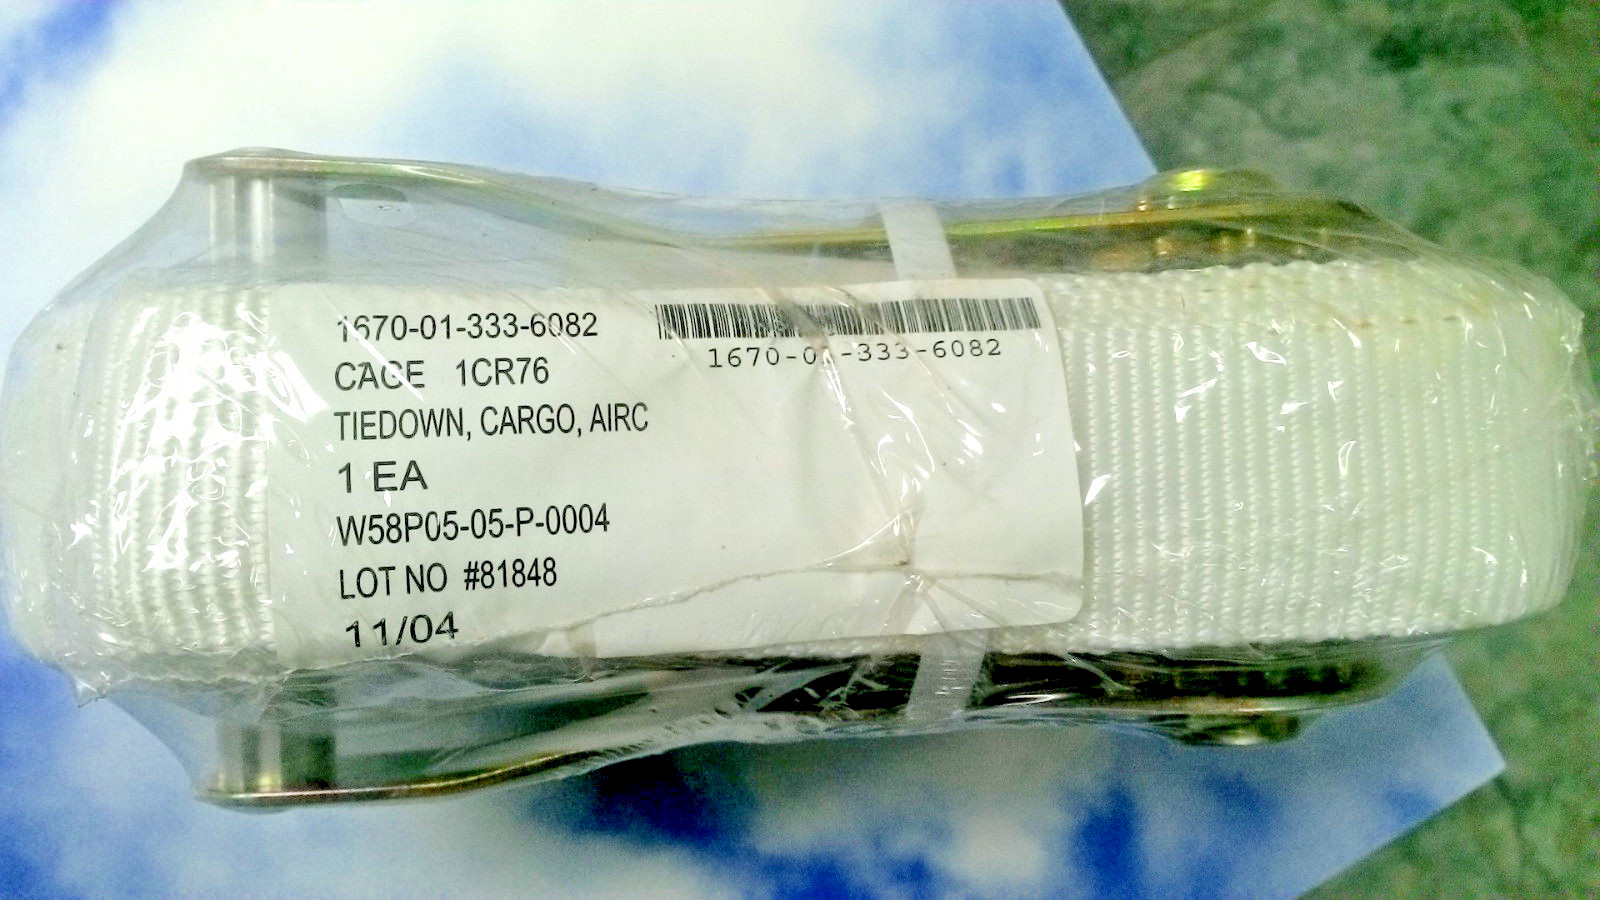 1670-01-333-6082
CAGE 1CR76
TIEDOWN, CARGO, AIRC
1 EA
W58P05-05-P-0004
LOT NO #81848
11/04
1670-01-333-6082